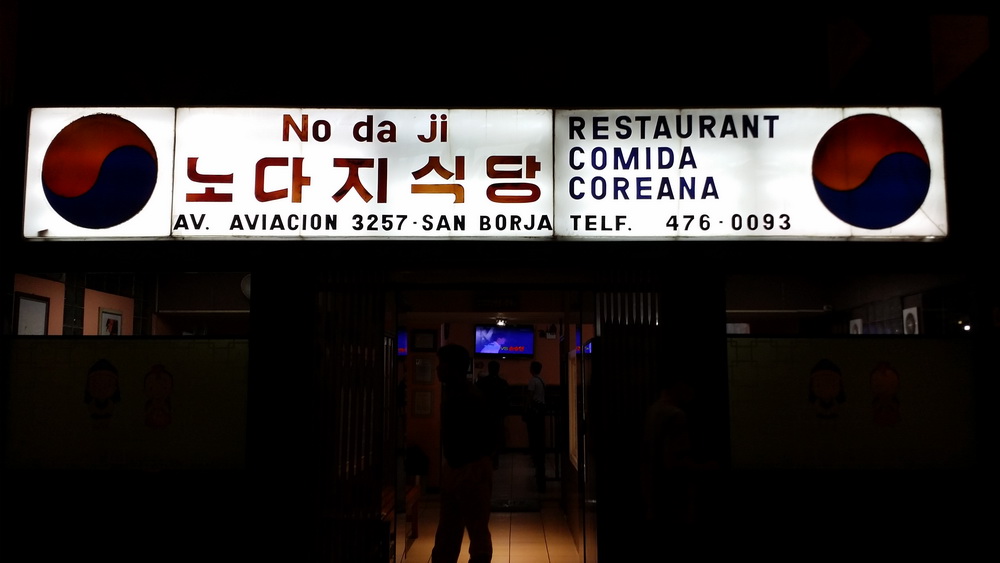 No da ji
노다지식당
AV. AVIACION 3257-SAN BORJA
RESTAURANT
COMIDA
COREANA
TELF. 476-0093